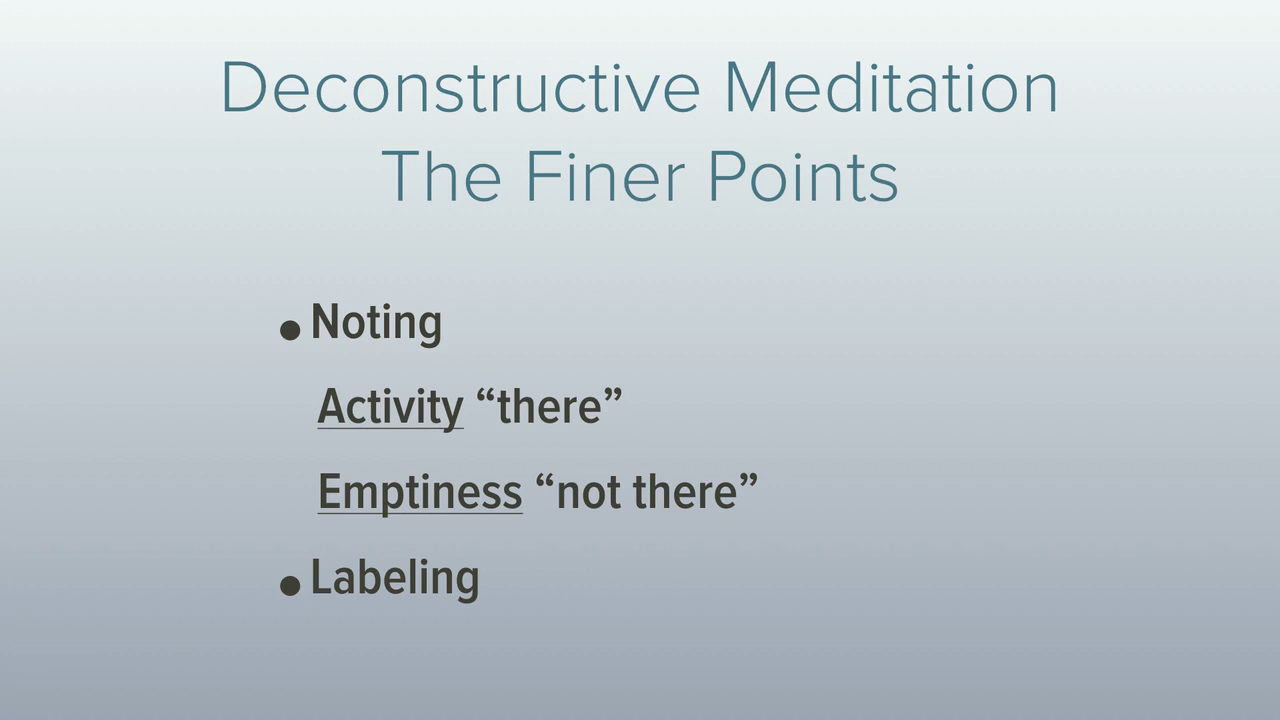 Deconstructive Meditation
The Finer Points
• Noting
Activity “there”
Emptiness “not there”
• Labeling